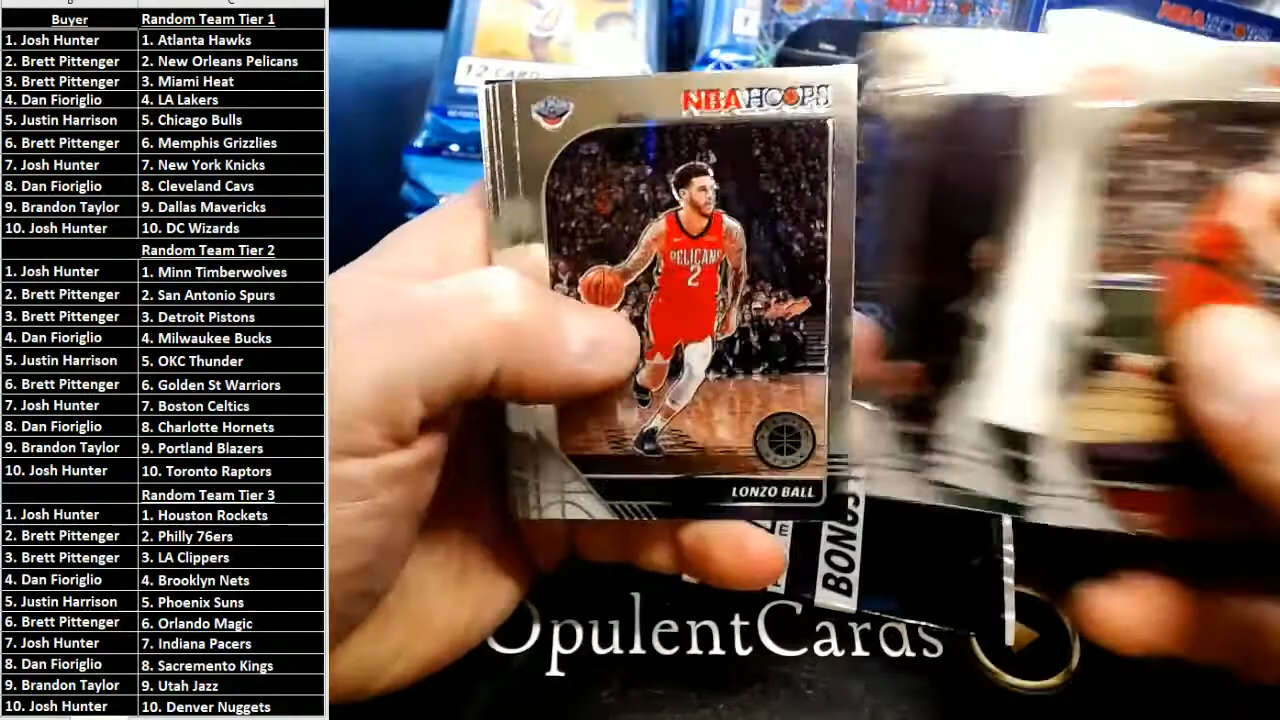 Buyer Random Team Tier 1
1. Josh Hunter 1. Atlanta Hawks
2. Brett Pittenger 2. New Orleans Pelicans
3. Brett Pittenger 3. Miami Heat
4. Dan Fioriglio 4. LA Lakers
5. Justin Harrison 5. Chicago Bulls
6. Brett Pittenger 6. Memphis Grizzlies
7. Josh Hunter 7. New York Knicks
8. Dan Fioriglio 8. Cleveland Cavs
9. Brandon Taylor 9. Dallas Mavericks
10. Josh Hunter 10. DC Wizards
Random Team Tier 2
1. Josh Hunter 1. Minn Timberwolves
2. Brett Pittenger 2. San Antonio Spurs
3. Brett Pittenger 3. Detroit Pistons
4. Dan Fioriglio 4. Milwaukee Bucks
5. Justin Harrison 5. OKC Thunder
6. Brett Pittenger 6. Golden St Warriors
7. Josh Hunter 7. Boston Celtics
8. Dan Fioriglio 8. Charlotte Hornets
9. Brandon Taylor 9. Portland Blazers
10. Josh Hunter 10. Toronto Raptors
Random Team Tier 3
1. Josh Hunter 1. Houston Rockets
2. Brett Pittenger 2. Philly 76ers
3. Brett Pittenger 3. LA Clippers
4. Dan Fioriglio 4. Brooklyn Nets
5. Justin Harrison 5. Phoenix Suns
6. Brett Pittenger 6. Orlando Magic
7. Josh Hunter 7. Indiana Pacers
8. Dan Fioriglio 8. Sacremento Kings
9. Brandon Taylor 9. Utah Jazz
10. Josh Hunter 10. Denver Nuggets
NBA HOOPS
12 CARD
NBA HOOPS
PELICANS
2
LONZO BALL
BONUS
OpulentCards